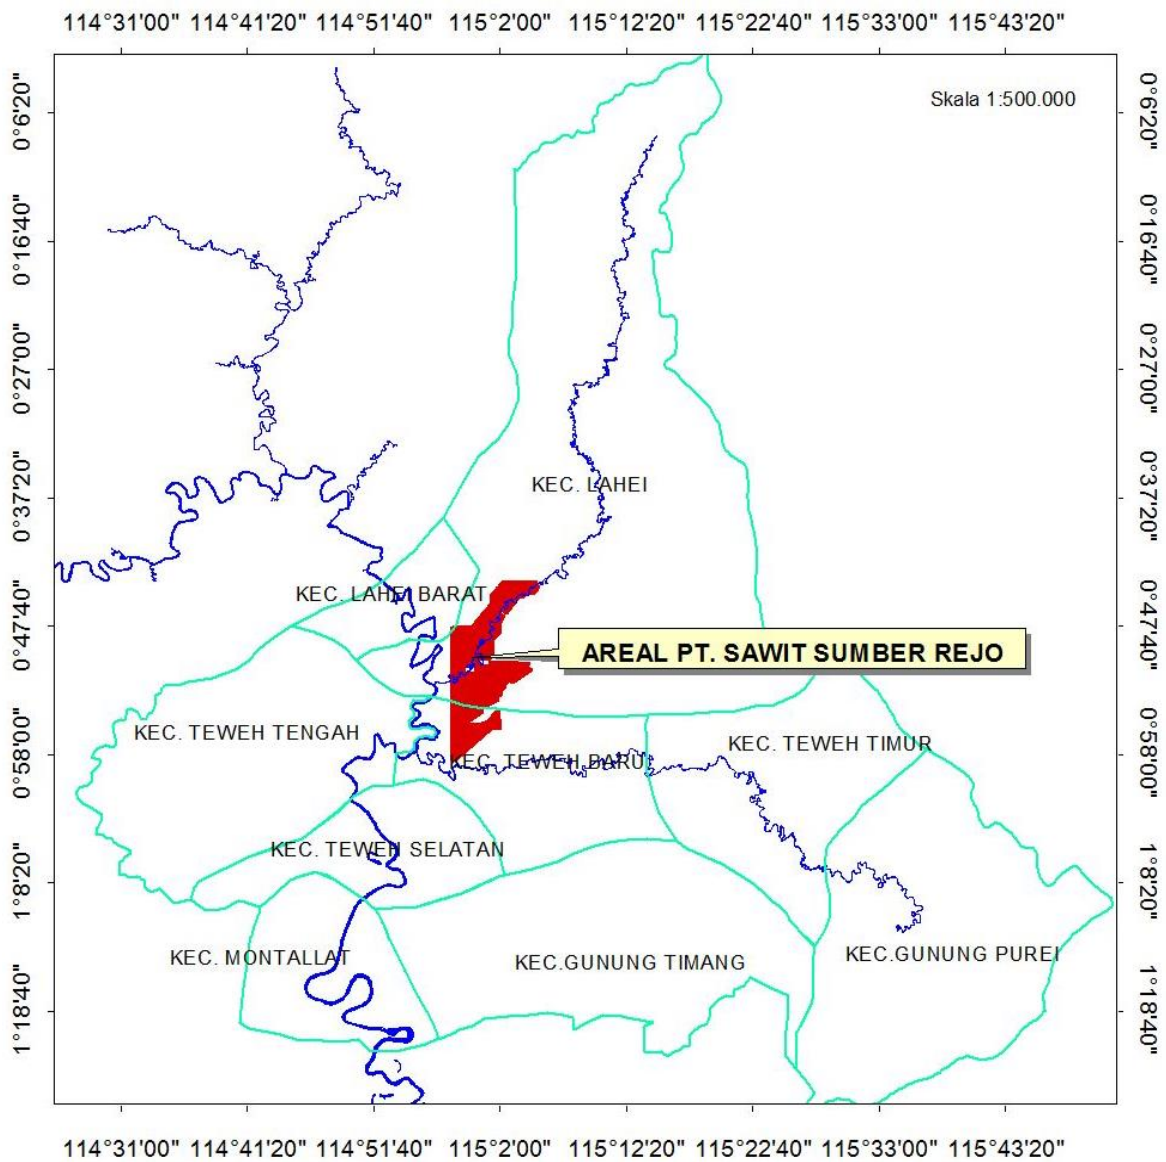 114°31'00" 114°41'20" 114°51'40" 115°2'00" 115°12'20" 115°22'40" 115°33'00" 115°43'20"
Skala 1:500.000
0°6'20" 0°6'20"
0°16'40" 0°16'40"
0°27'00" 0°27'00"
KEC. LAHEI
0°37'20" 0°37'20"
KEC. LAHEI BARAT
0°47'40" 0°47'40"
AREAL PT. SAWIT SUMBER REJO
KEC. TEWEH TENGAH
KEC. TEWEH TIMUR
0°58'00" 0°58'00"
KEC. TEWEH BARU
KEC. TEWEH SELATAN
1°8'20" 1°8'20"
KEC. MONTALLAT
KEC.GUNUNG TIMANG
KEC.GUNUNG PUREI
1°18'40" 1°18'40"
114°31'00" 114°41'20" 114°51'40" 115°2'00" 115°12'20" 115°22'40" 115°33'00" 115°43'20"